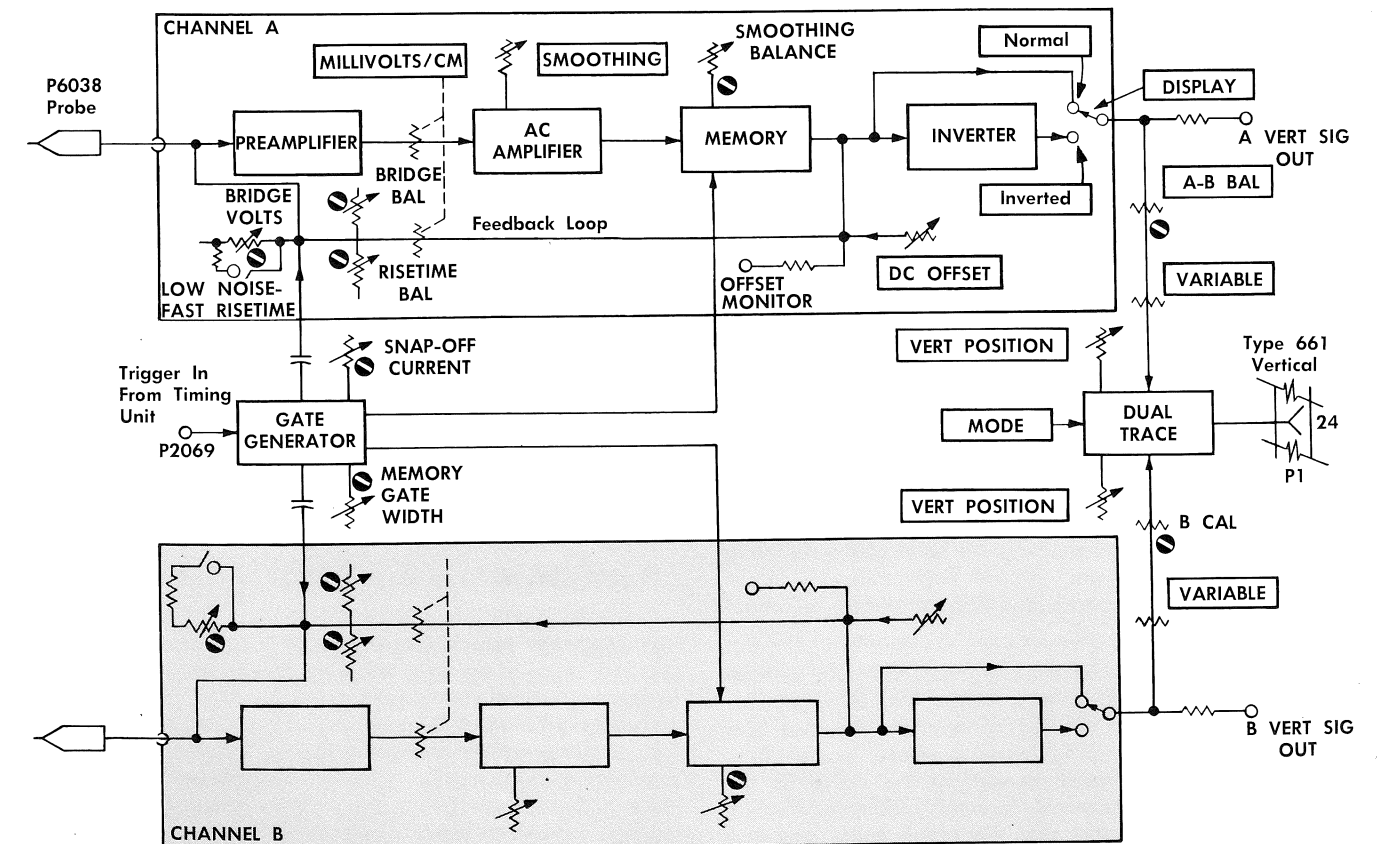 CHANNEL A
P6038
Probe
MILLIVOLTS/CM
SMOOTHING
SMOOTHING
BALANCE
Normal
DISPLAY
PREAMPLIFIER
AC
AMPLIFIER
MEMORY
INVERTER
A VERT SIG
OUT
BRIDGE
BAL
BRIDGE
VOLTS
Inverted
A-B BAL
Feedback Loop
RISETIME
BAL
LOW NOISE-
FAST RISETIME
OFFSET
MONITOR
DC OFFSET
VARIABLE
SNAP-OFF
CURRENT
VERT POSITION
Type 661
Vertical
Trigger In
From Timing
Unit
P2069
GATE
GENERATOR
MODE
DUAL
TRACE
24
P1
MEMORY
GATE
WIDTH
VERT POSITION
B CAL
VARIABLE
B VERT SIG
OUT
CHANNEL B